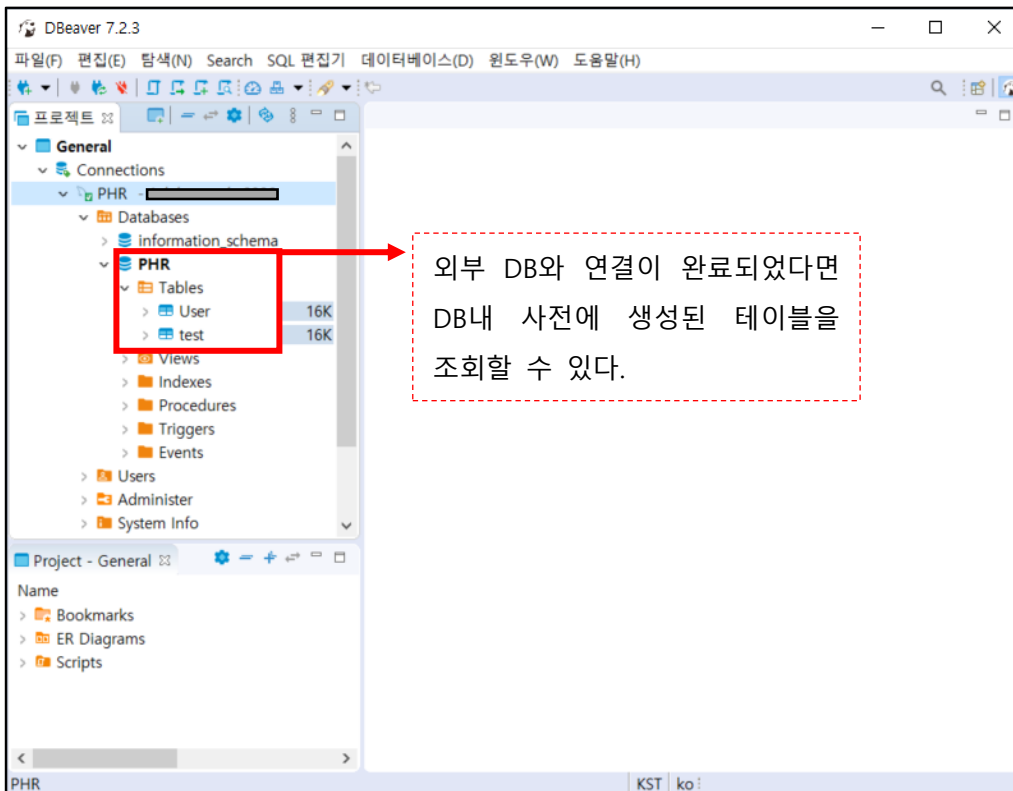 DBeaver 7.2.3
파일(F) 편집(E) 탐색(N) Search SQL 편집기 데이터베이스(D) 윈도우(W) 도움말(H)
프로젝트
General
Connections
PHR -
Databases
information_schema
PHR
Tables
User 16K
test 16K
Views
Indexes
Procedures
Triggers
Events
Users
Administer
System Info
외부 DB와 연결이 완료되었다면
DB내 사전에 생성된 테이블을
조회할 수 있다.
Project - General
Name
Bookmarks
ER Diagrams
Scripts
PHR
KST ko